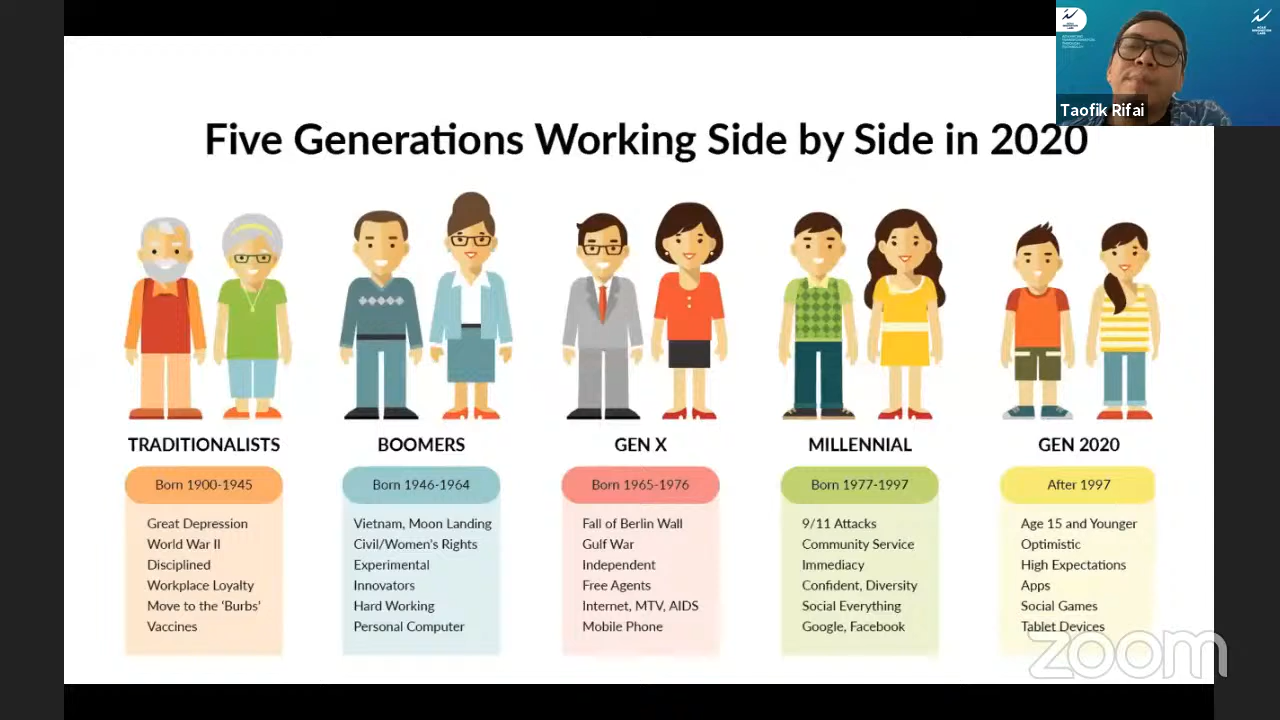 Taofik Rifai
Five Generations Working Side by Side in 2020
TRADITIONALISTS
Born 1900-1945
Great Depression
World War II
Disciplined
Workplace Loyalty
Move to the ‘Burbs’
Vaccines
BOOMERS
Born 1946-1964
Vietnam, Moon Landing
Civil/Women's Rights
Experimental
Innovators
Hard Working
Personal Computer
GEN X
Born 1965-1976
Fall of Berlin Wall
Gulf War
Independent
Free Agents
Internet, MTV, AIDS
Mobile Phone
MILLENNIAL
Born 1977-1997
9/11 Attacks
Community Service
Immediacy
Confident, Diversity
Social Everything
Google, Facebook
GEN 2020
After 1997
Age 15 and Younger
Optimistic
High Expectations
Apps
Social Games
Tablet Devices
zoom